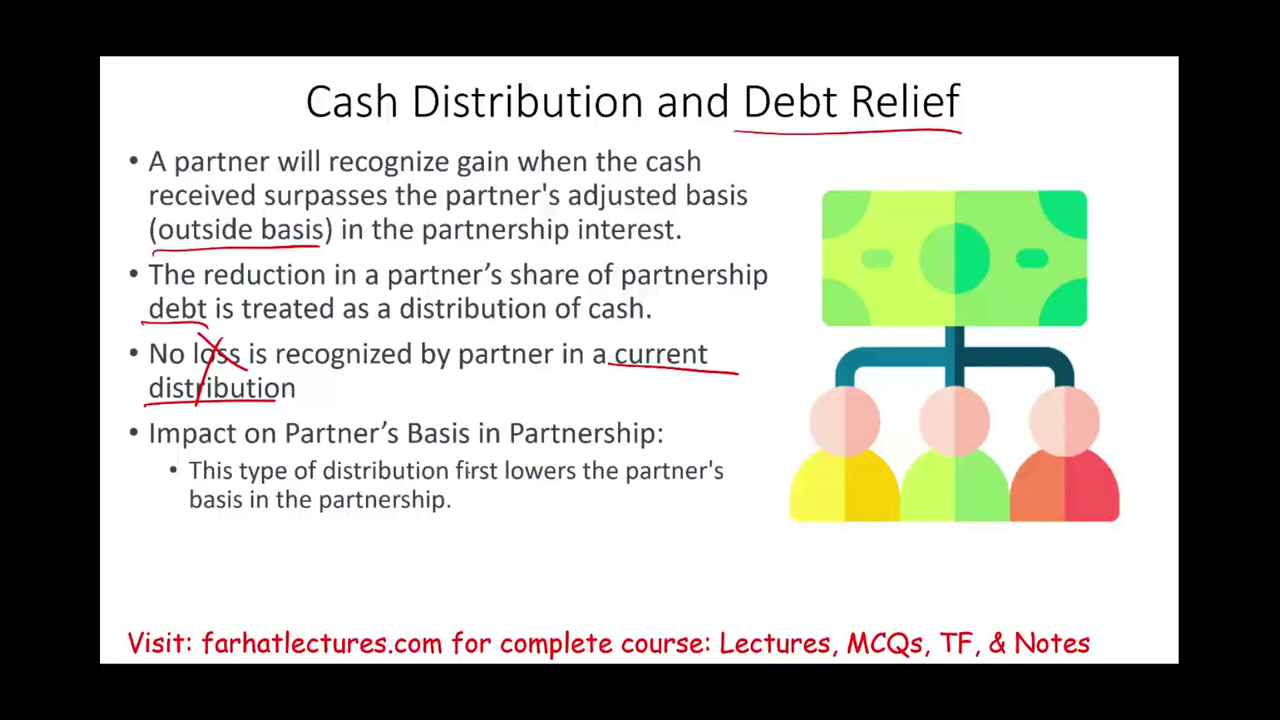 Cash Distribution and Debt Relief
• A partner will recognize gain when the cash
received surpasses the partner's adjusted basis
(outside basis) in the partnership interest.
• The reduction in a partner’s share of partnership
debt is treated as a distribution of cash.
• No loss is recognized by partner in a current
distribution
• Impact on Partner’s Basis in Partnership:
• This type of distribution first lowers the partner's
basis in the partnership.
Visit: farhatlectures.com for complete course: Lectures, MCQs, TF, & Notes